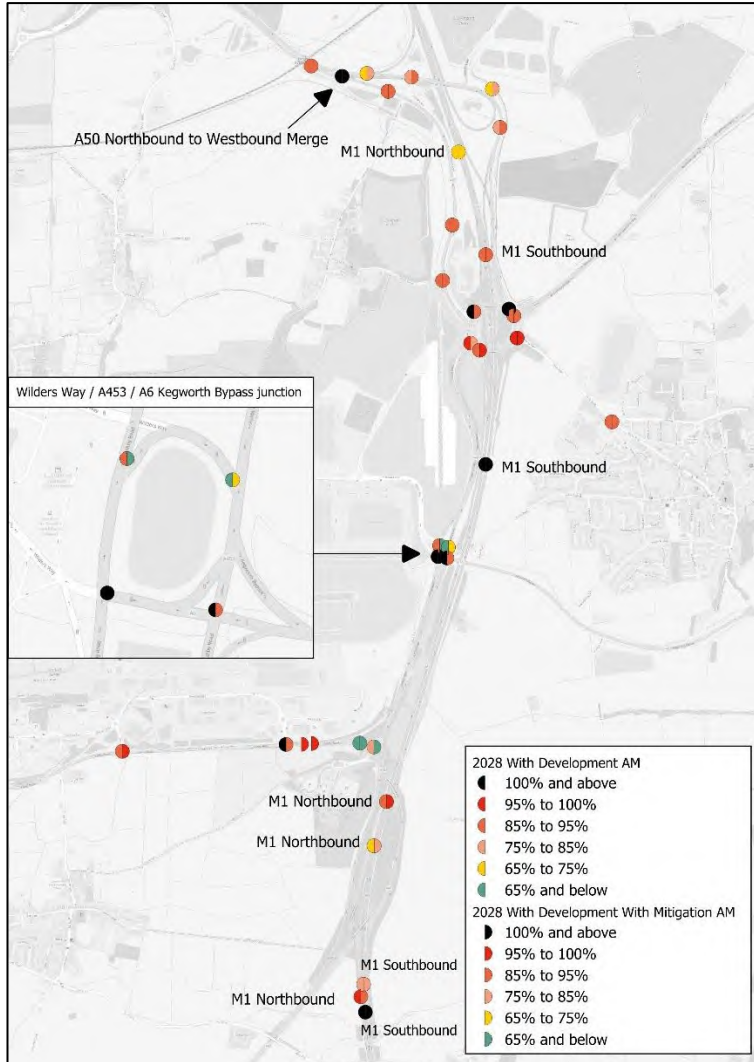 A50 Northbound to Westbound Merge
M1 Northbound
M1 Southbound
Wilders Way / A453 / A6 Kegworth Bypass junction
M1 Southbound
M1 Northbound
M1 Northbound
M1 Southbound
M1 Northbound
M1 Southbound
2028 With Development AM
100% and above
95% to 100%
85% to 95%
75% to 85%
65% to 75%
65% and below
2028 With Development With Mitigation AM
100% and above
95% to 100%
85% to 95%
75% to 85%
65% to 75%
65% and below